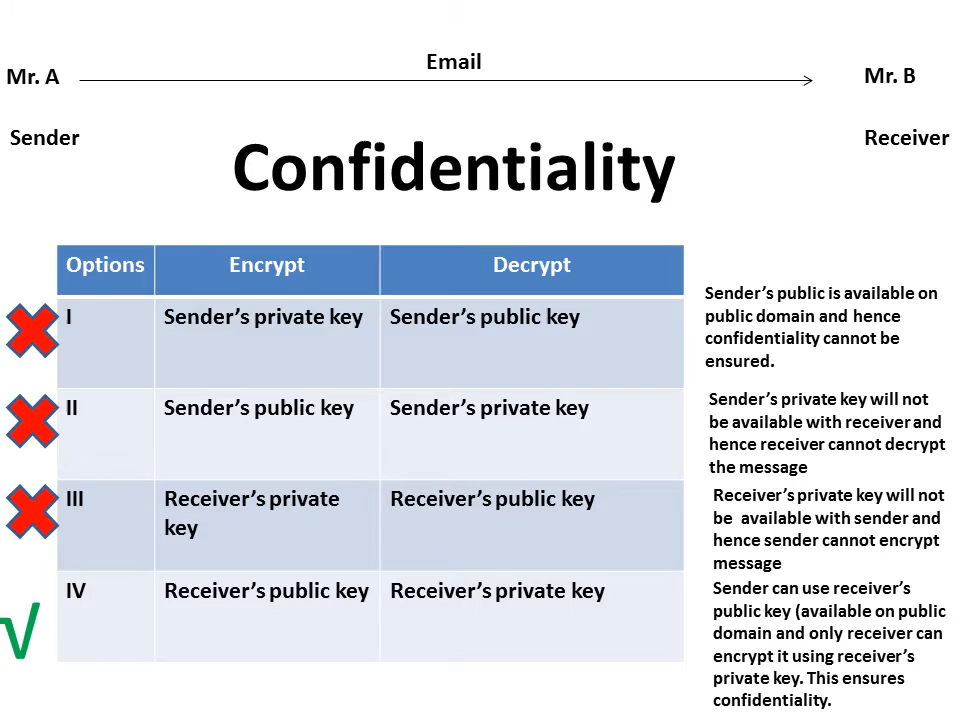 Email
Mr. A
Mr. B
Sender
Receiver
Confidentiality
Options Encrypt Decrypt
I Sender's private key Sender's public key
Sender's public is available on
public domain and hence
confidentiality cannot be
ensured.
II Sender's public key Sender's private key
Sender's private key will not
be available with receiver and
hence receiver cannot decrypt
the message
III Receiver's private
key
Receiver's public key
Receiver's private key will not
be available with sender and
hence sender cannot encrypt
message
IV Receiver's public key Receiver's private key
Sender can use receiver's
public key (available on public
domain and only receiver can
encrypt it using receiver's
private key. This ensures
confidentiality.